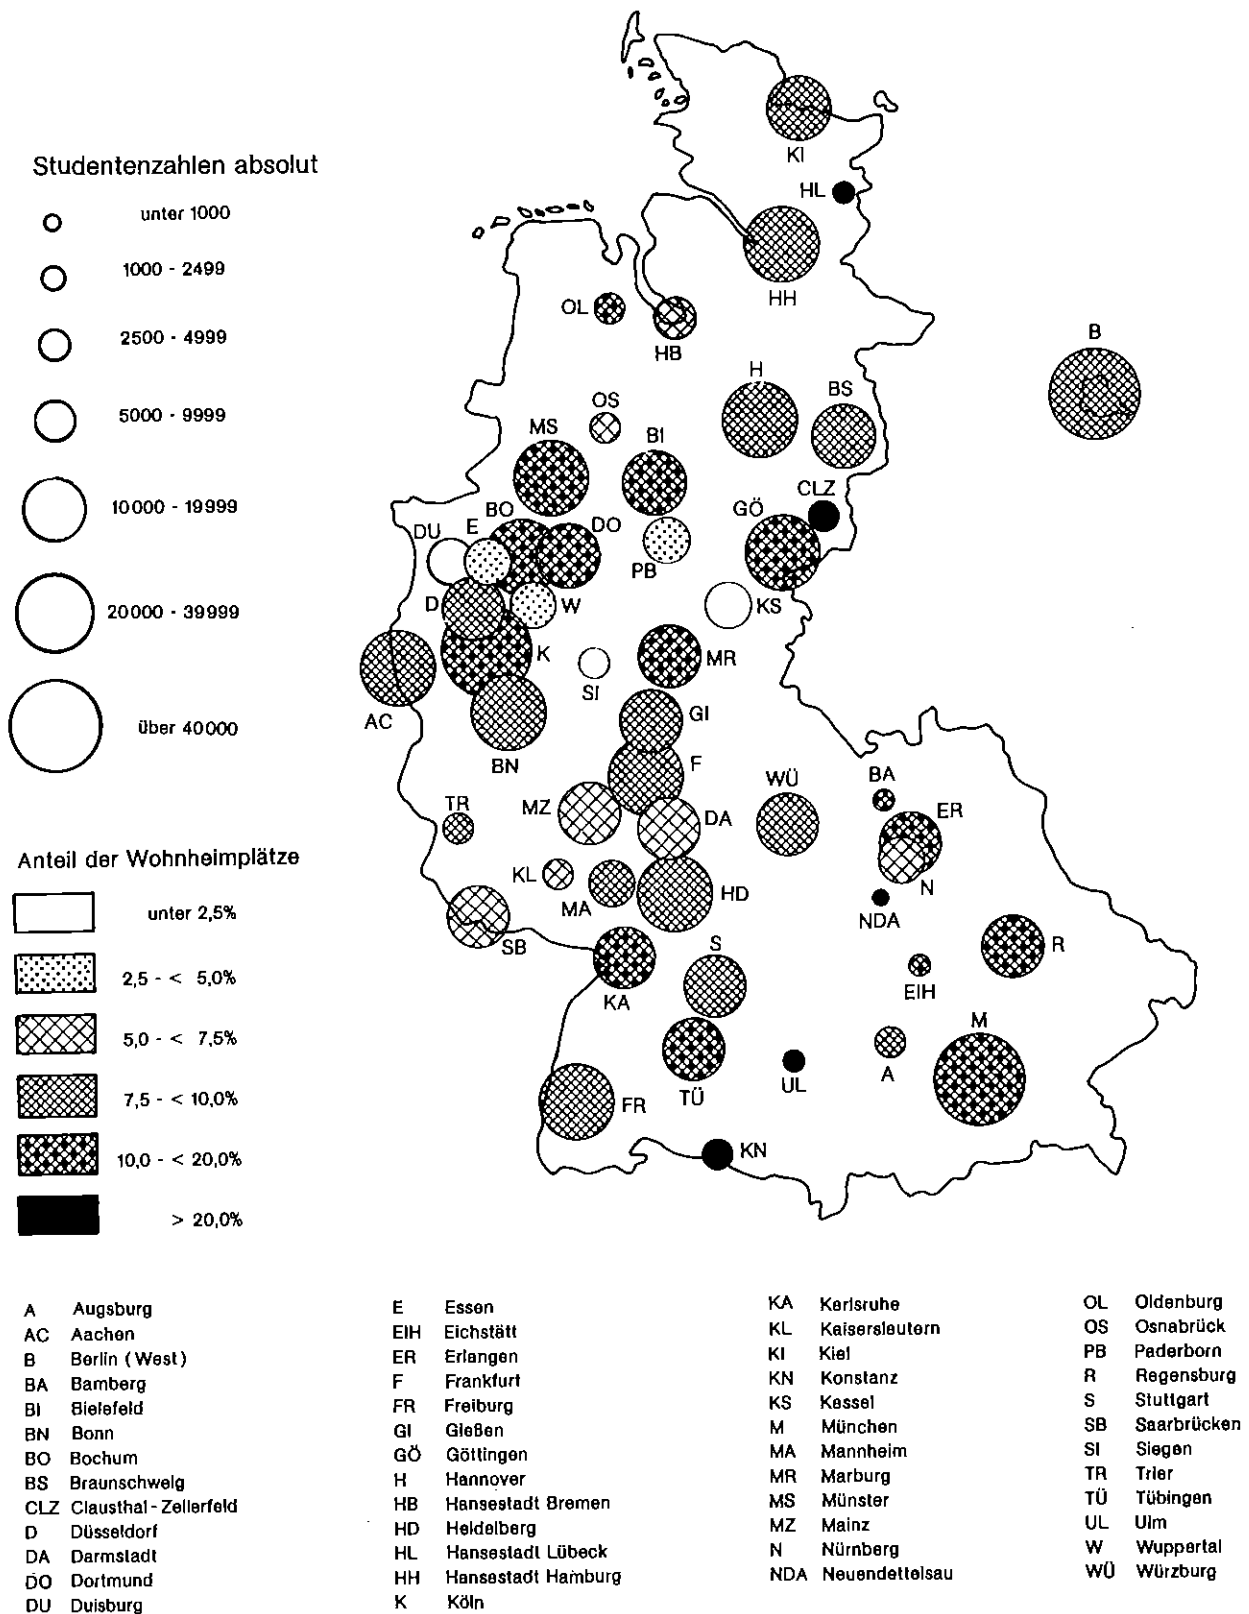 Studentenzahlen absolut
unter 1000
1000 - 2499
2500 - 4999
5000 - 9999
10000 - 19999
20000 - 39999
über 40000
Anteil der Wohnheimplätze
unter 2,5%
2,5 - < 5,0%
5,0 - < 7,5%
7,5 - < 10,0%
10,0 - < 20,0%
> 20,0%
KI
HL
HH
OL
HB
B
H
BS
OS
MS
BI
CLZ
GÖ
BO
DO
DU
E
PB
D
W
KS
K
MR
SI
AC
GI
BN
F
WÜ
BA
MZ
TR
DA
ER
KL
MA
HD
N
NDA
SB
S
R
KA
EIH
M
A
UL
TÜ
FR
KN
A Augsburg
AC Aachen
B Berlin (West)
BA Bamberg
BI Bielefeld
BN Bonn
BO Bochum
BS Braunschweig
CLZ Clausthal-Zellerfeld
D Düsseldorf
DA Darmstadt
DO Dortmund
DU Duisburg
E Essen
EIH Eichstätt
ER Erlangen
F Frankfurt
FR Freiburg
GI Gießen
GÖ Göttingen
H Hannover
HB Hansestadt Bremen
HD Heidelberg
HL Hansestadt Lübeck
HH Hansestadt Hamburg
K Köln
KA Karlsruhe
KL Kaiserslautern
KI Kiel
KN Konstanz
KS Kassel
M München
MA Mannheim
MR Marburg
MS Münster
MZ Mainz
N Nürnberg
NDA Neuendettelsau
OL Oldenburg
OS Osnabrück
PB Paderborn
R Regensburg
S Stuttgart
SB Saarbrücken
SI Siegen
TR Trier
TÜ Tübingen
UL Ulm
W Wuppertal
WÜ Würzburg